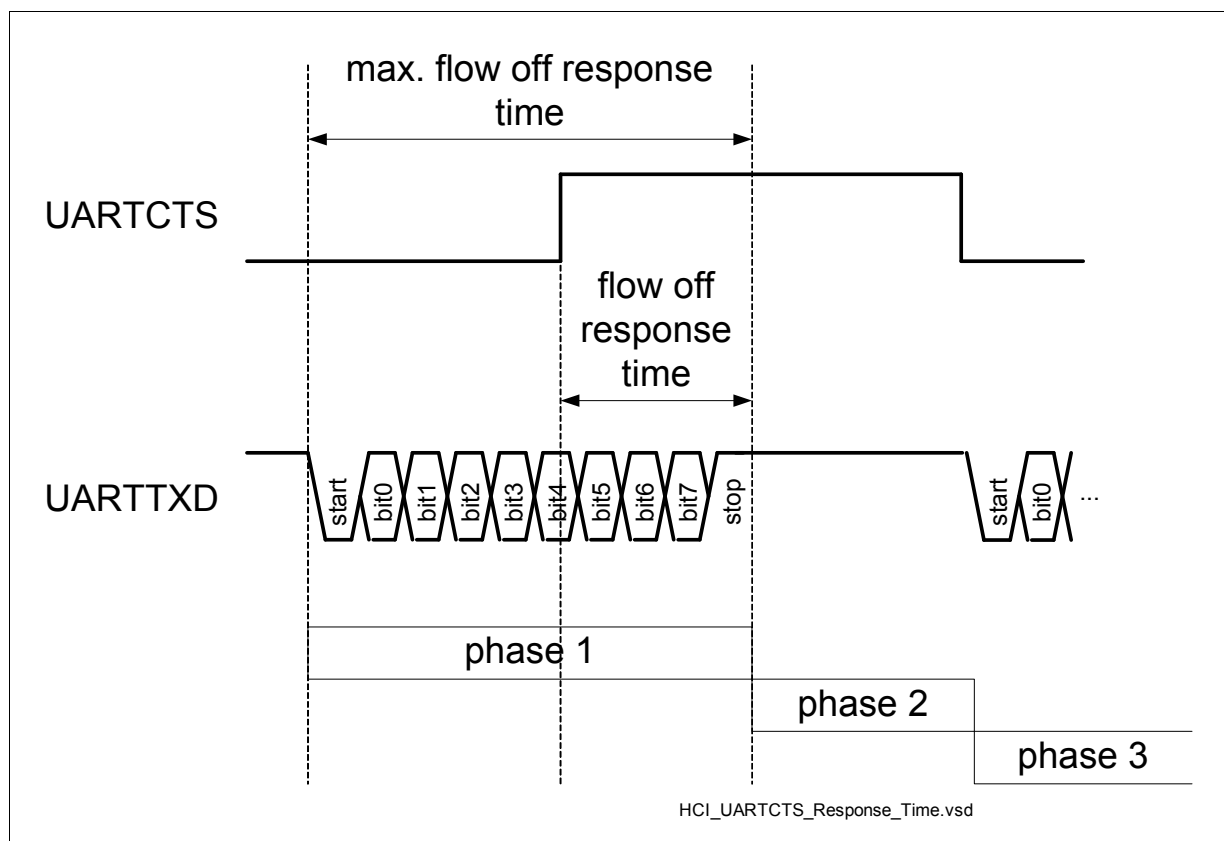 max. flow off response
time
UARTCTS
flow off
response
time
UARTTXD
start bit0 bit1 bit2 bit3 bit4 bit5 bit6 bit7 stop start bit0 ...
phase 1
phase 2
phase 3
HCI_UARTCTS_Response_Time.vsd